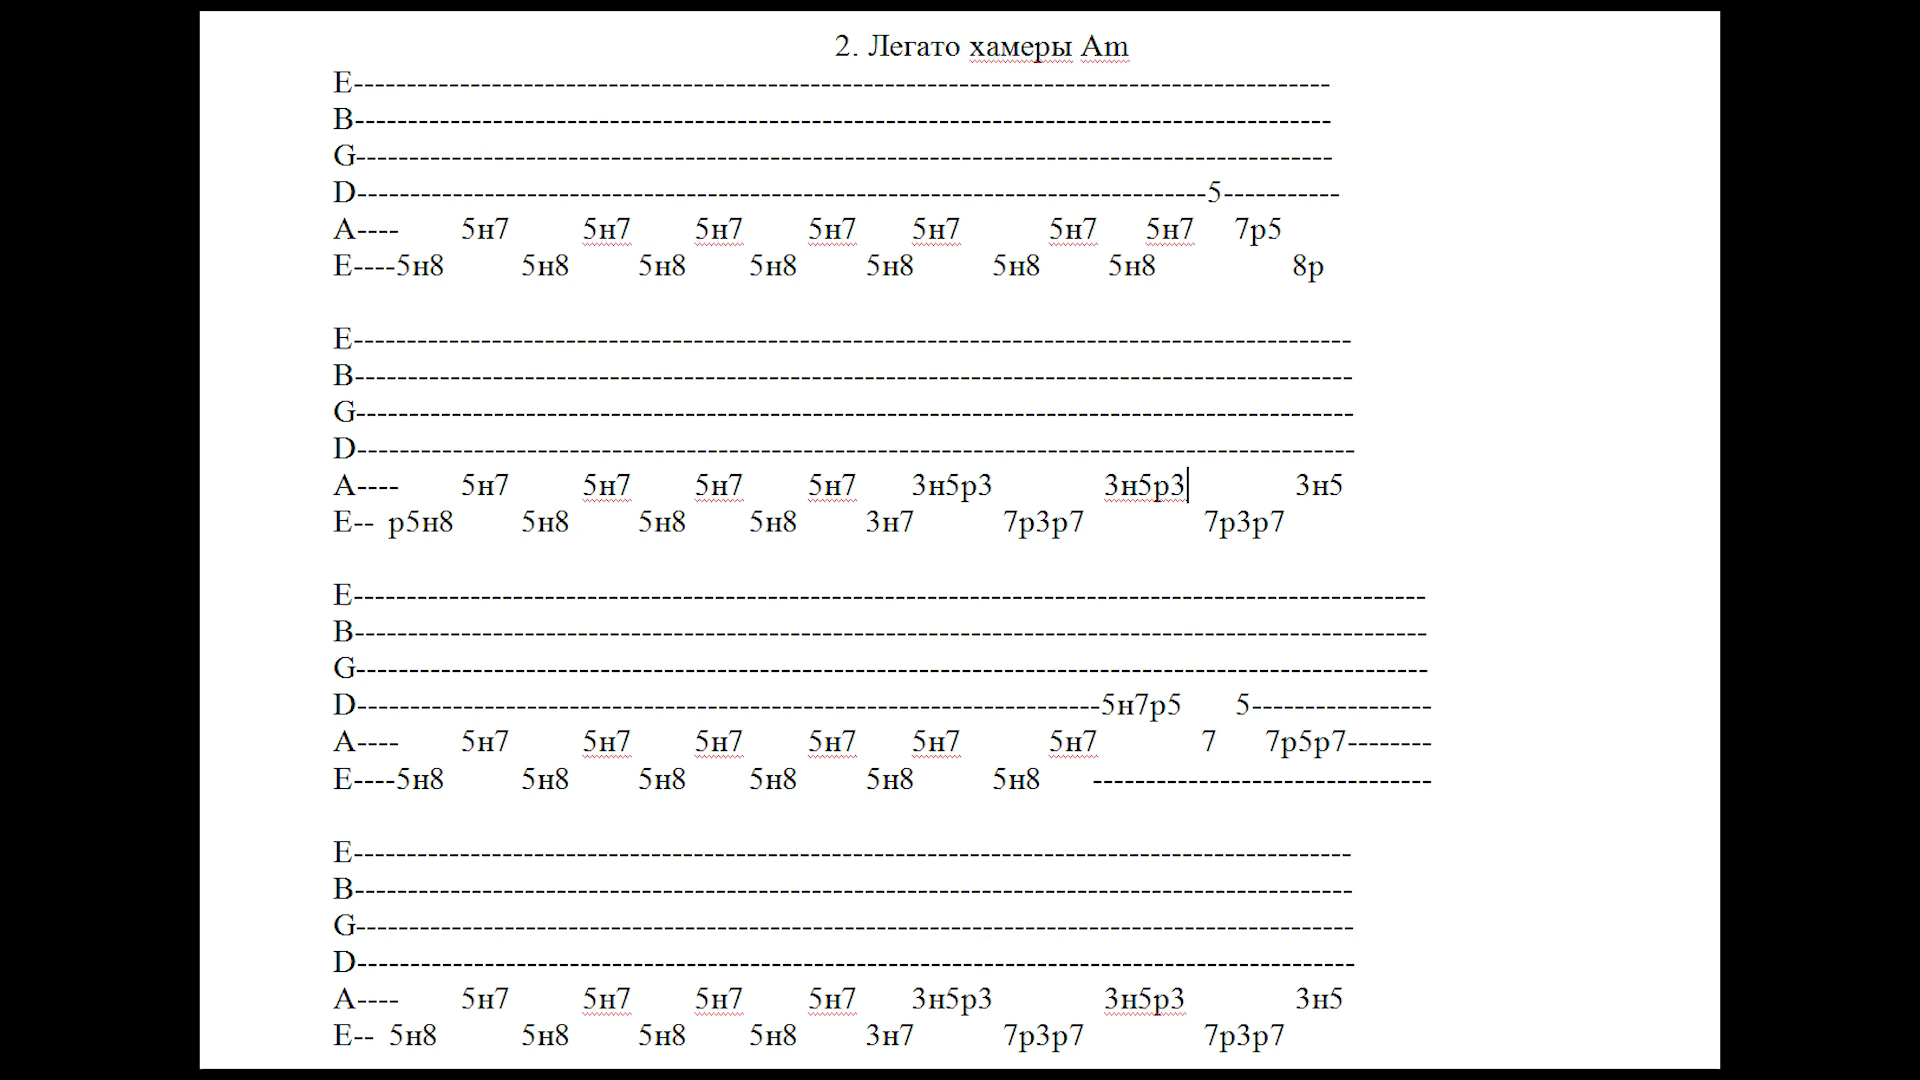 2. Легато хамеры Am
E--------------------------------------------------------------------------------------------
B--------------------------------------------------------------------------------------------
G--------------------------------------------------------------------------------------------
D--------------------------------------------------------------------------------5-----------
A---- 5н7 5н7 5н7 5н7 5н7 5н7 5н7 7р5
E----5н8 5н8 5н8 5н8 5н8 5н8 5н8 8р
E----------------------------------------------------------------------------------------------
B----------------------------------------------------------------------------------------------
G----------------------------------------------------------------------------------------------
D----------------------------------------------------------------------------------------------
A---- 5н7 5н7 5н7 5н7 3н5р3 3н5р3 3н5
E-- р5н8 5н8 5н8 5н8 3н7 7р3р7 7р3р7
E-----------------------------------------------------------------------------------------------------
B-----------------------------------------------------------------------------------------------------
G-----------------------------------------------------------------------------------------------------
D----------------------------------------------------------------------5н7р5 5-----------------
A---- 5н7 5н7 5н7 5н7 5н7 5н7 7 7р5р7--------
E----5н8 5н8 5н8 5н8 5н8 5н8 --------------------------------
E----------------------------------------------------------------------------------------------
B----------------------------------------------------------------------------------------------
G----------------------------------------------------------------------------------------------
D----------------------------------------------------------------------------------------------
A---- 5н7 5н7 5н7 5н7 3н5р3 3н5р3 3н5
E-- 5н8 5н8 5н8 5н8 3н7 7р3р7 7р3р7